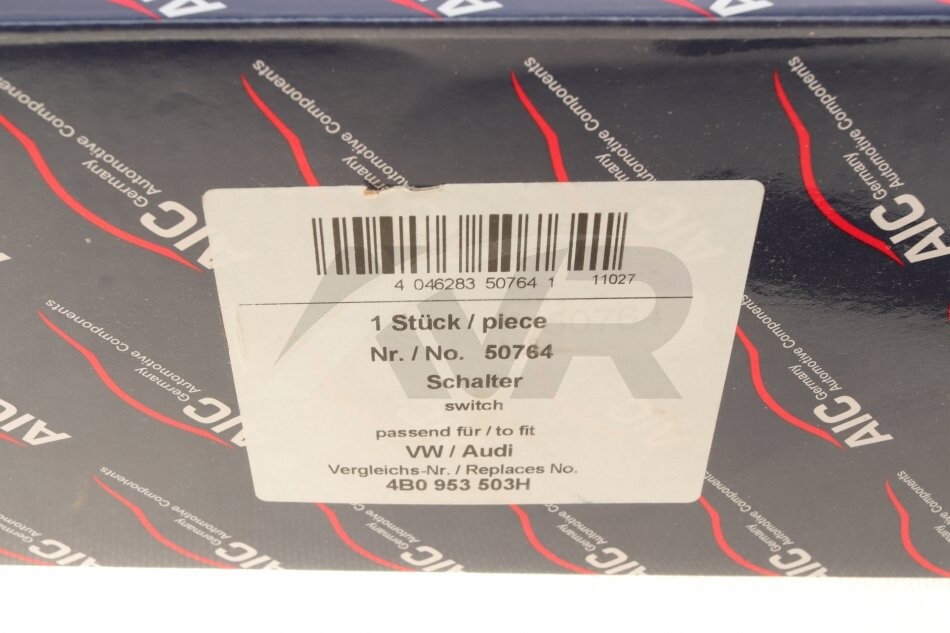 AIC
AIC Germany
Automotive Components
4 046283 50764 1 11027
1 Stück / piece
Nr. / No. 50764
Schalter
switch
passend für / to fit
VW / Audi
Vergleichs-Nr. / Replaces No.
4B0 953 503H